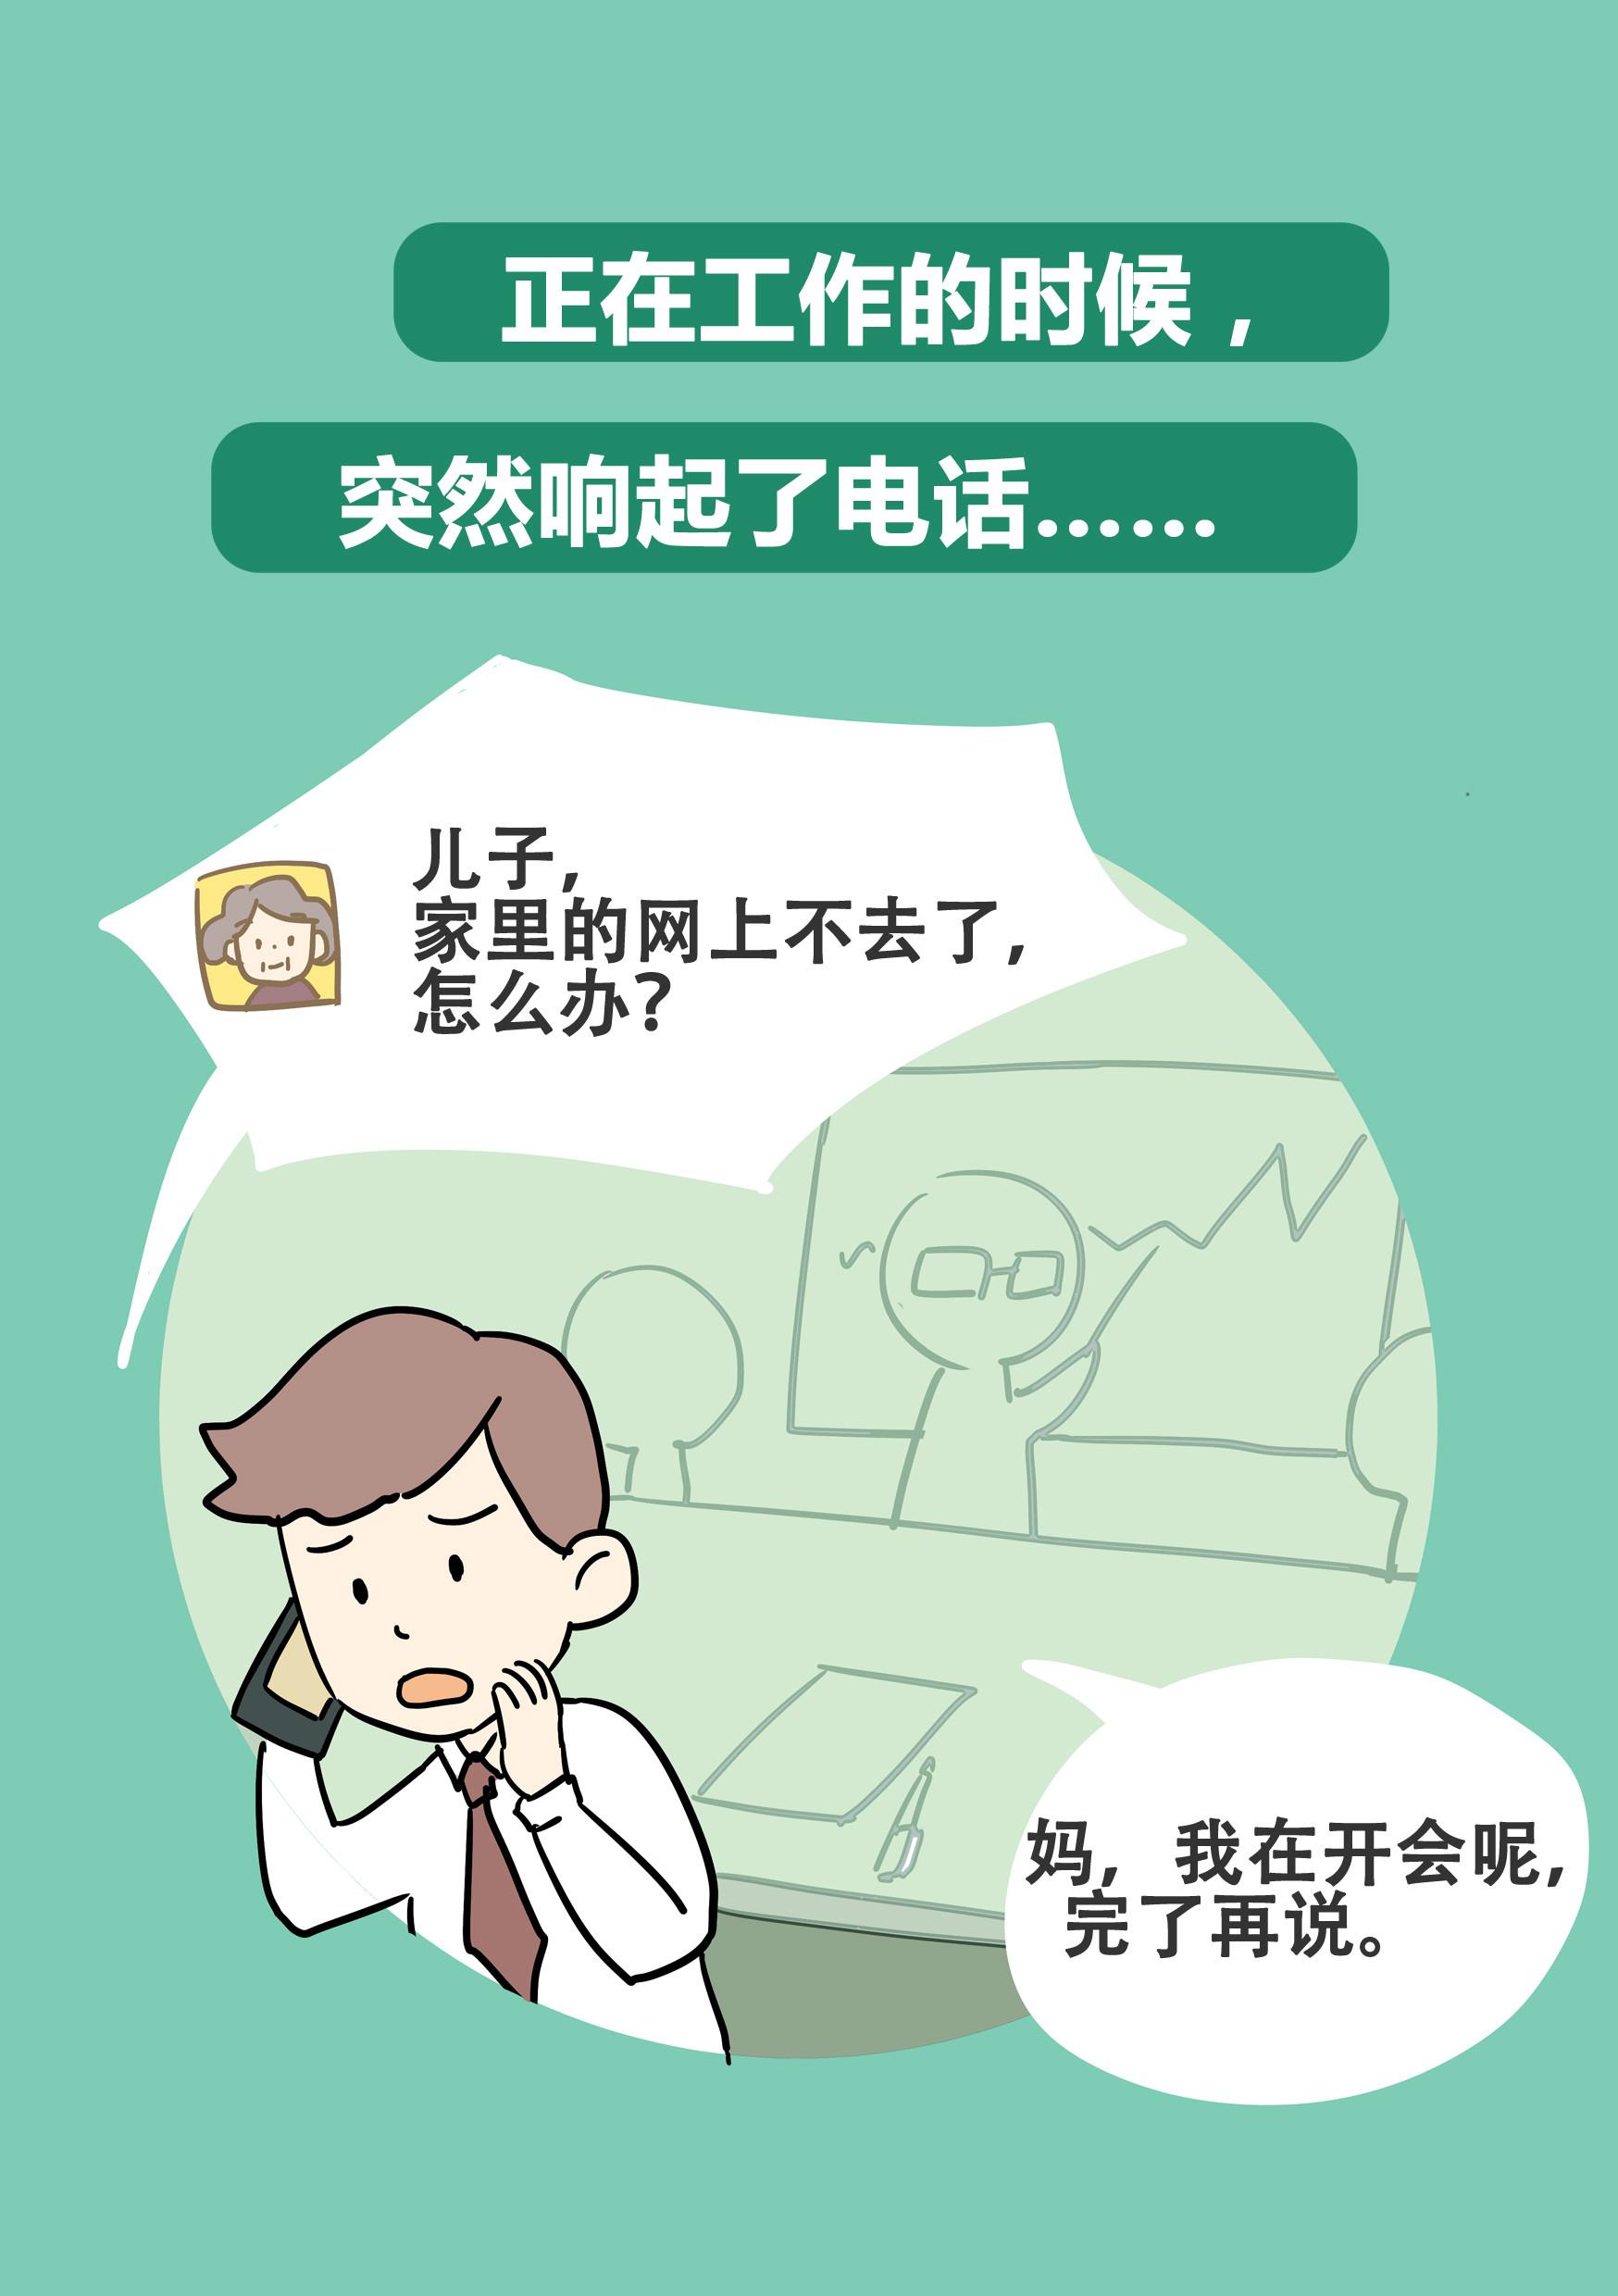 正在工作的时候，
突然响起了电话……
儿子，
家里的网上不去了，
怎么办？
妈，我在开会呢，
完了再说。